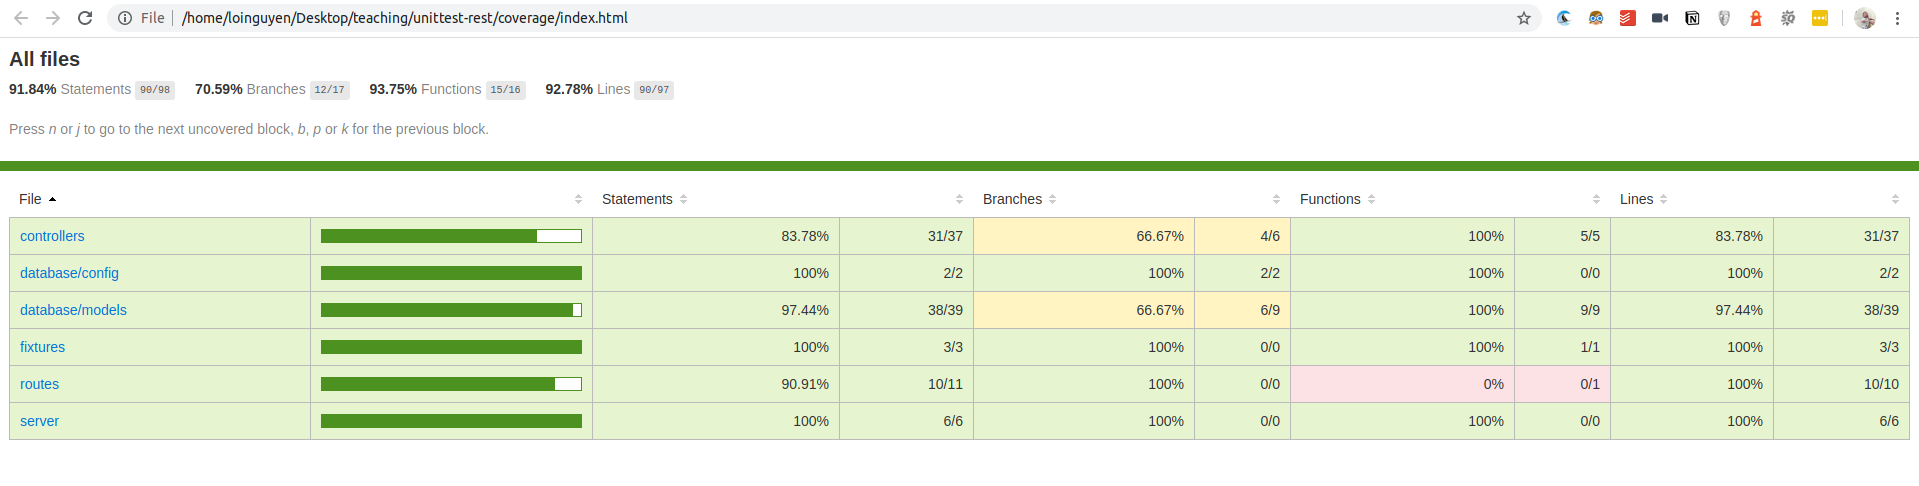 File /home/loinguyen/Desktop/teaching/unittest-rest/coverage/index.html
All files
91.84% Statements 90/98 70.59% Branches 12/17 93.75% Functions 15/16 92.78% Lines 90/97
Press n or j to go to the next uncovered block, b, p or k for the previous block.
File Statements Branches Functions Lines
controllers 83.78% 31/37 66.67% 4/6 100% 5/5 83.78% 31/37
database/config 100% 2/2 100% 2/2 100% 0/0 100% 2/2
database/models 97.44% 38/39 66.67% 6/9 100% 9/9 97.44% 38/39
fixtures 100% 3/3 100% 0/0 100% 1/1 100% 3/3
routes 90.91% 10/11 100% 0/0 0% 0/1 100% 10/10
server 100% 6/6 100% 0/0 100% 0/0 100% 6/6